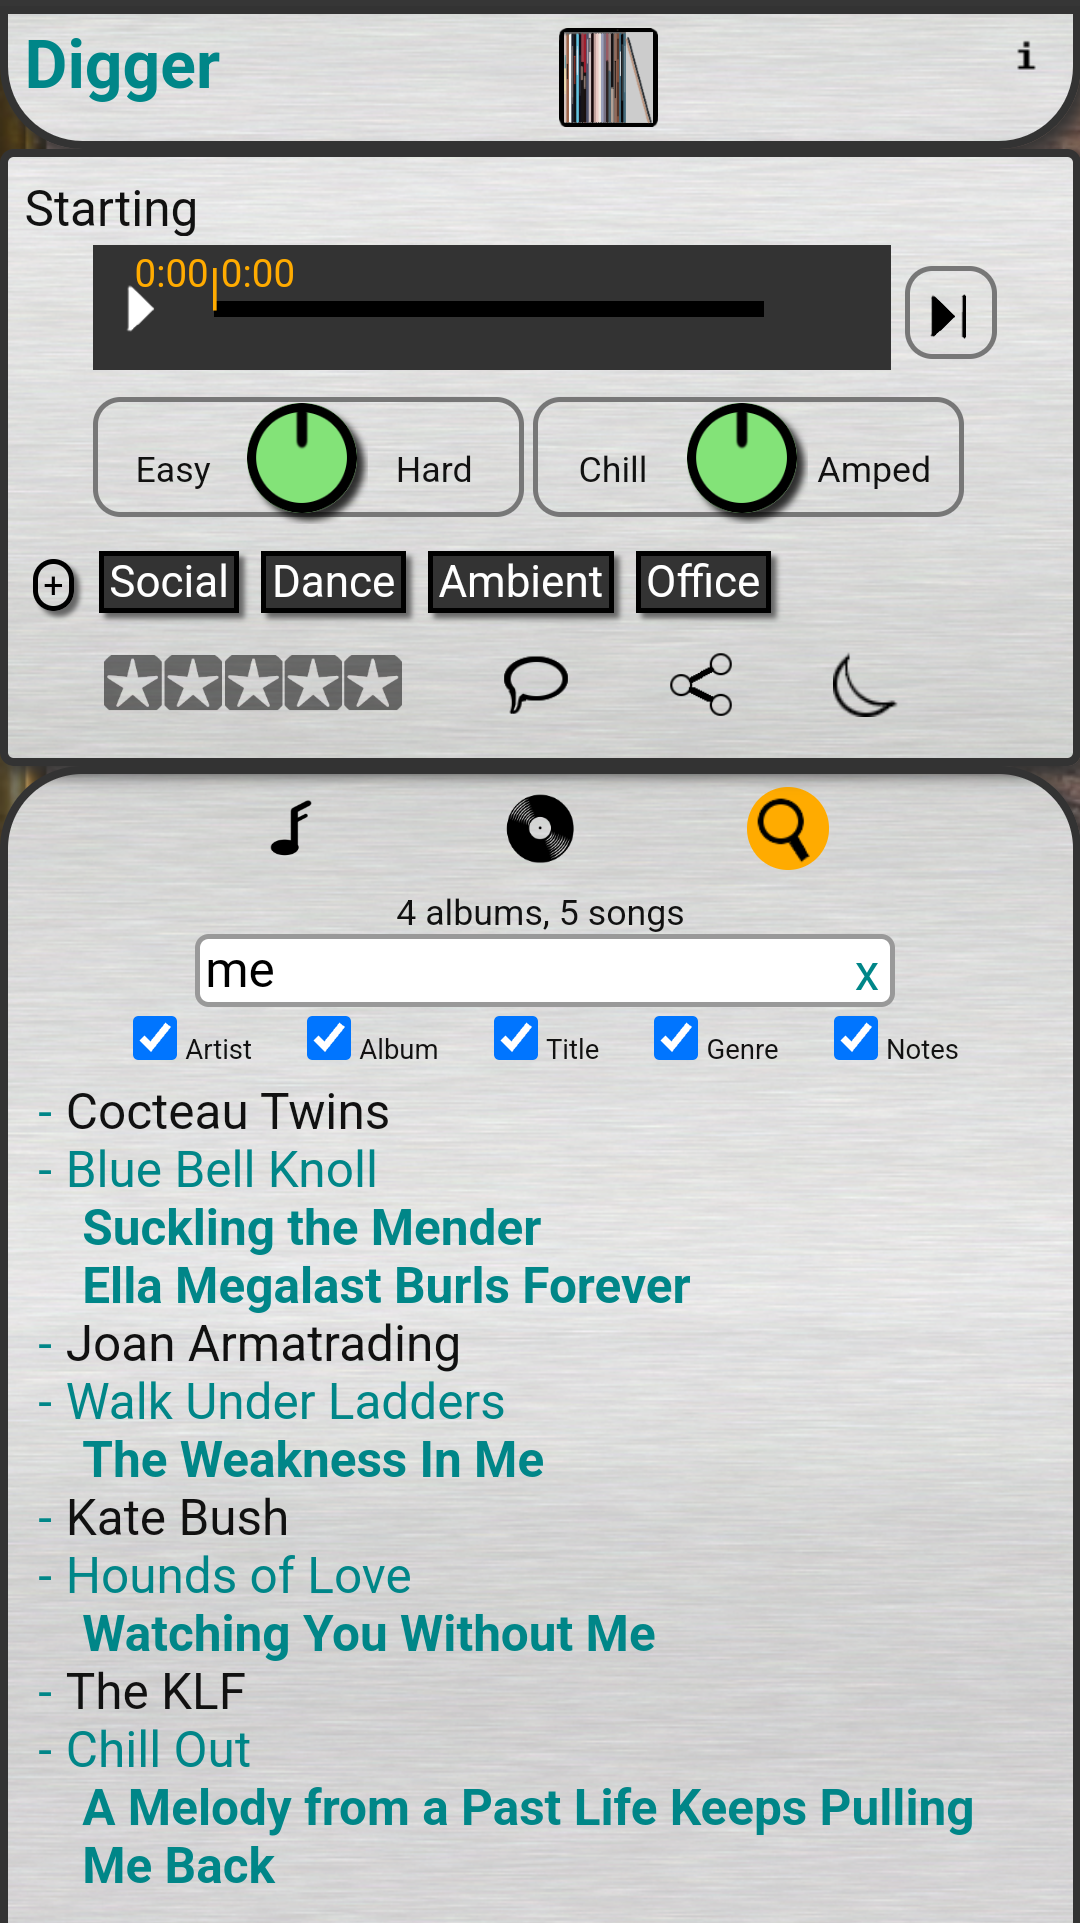 Digger
i
Starting
0:00 0:00
Easy Hard Chill Amped
+ Social Dance Ambient Office
4 albums, 5 songs
me x
Artist Album Title Genre Notes
- Cocteau Twins
- Blue Bell Knoll
Suckling the Mender
Ella Megalast Burls Forever
- Joan Armatrading
- Walk Under Ladders
The Weakness In Me
- Kate Bush
- Hounds of Love
Watching You Without Me
- The KLF
- Chill Out
A Melody from a Past Life Keeps Pulling
Me Back